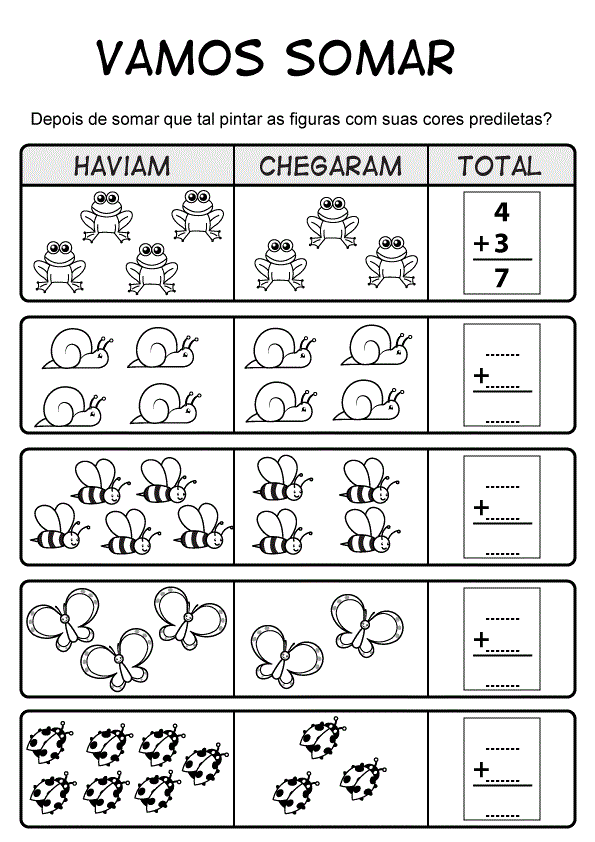 VAMOS SOMAR
Depois de somar que tal pintar as figuras com suas cores prediletas?
HAVIAM CHEGARAM TOTAL
4
+3
7
+
+
+
+